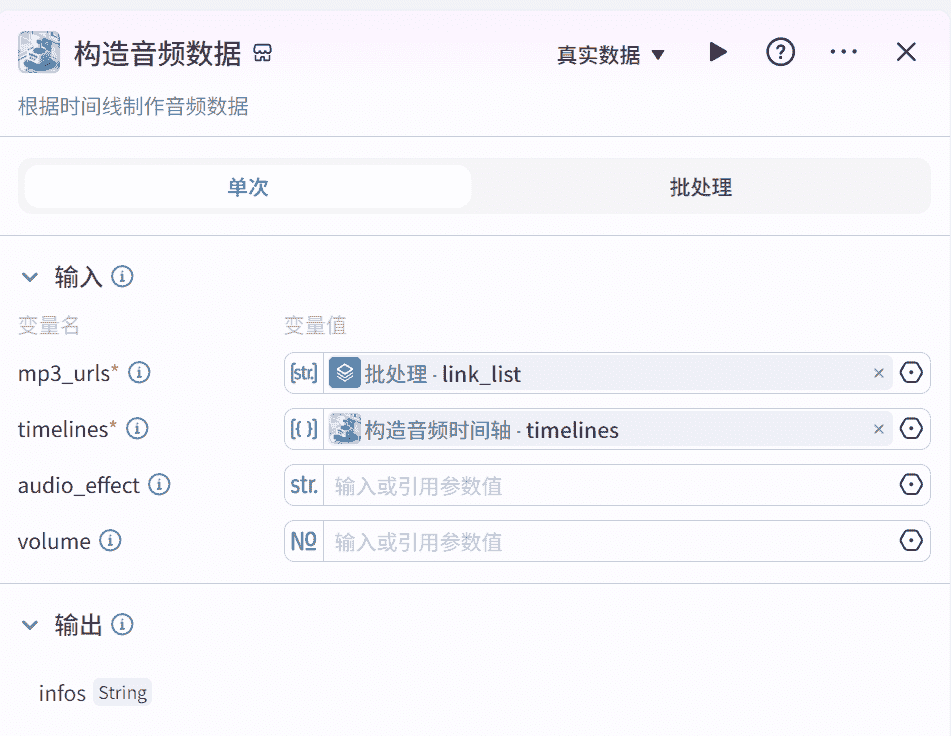 构造音频数据
真实数据
根据时间线制作音频数据
单次 批处理
输入
变量名 变量值
mp3_urls* [str.] 批处理 · link_list
timelines* [{}] 构造音频时间轴 · timelines
audio_effect str. 输入或引用参数值
volume NO 输入或引用参数值
输出
infos String